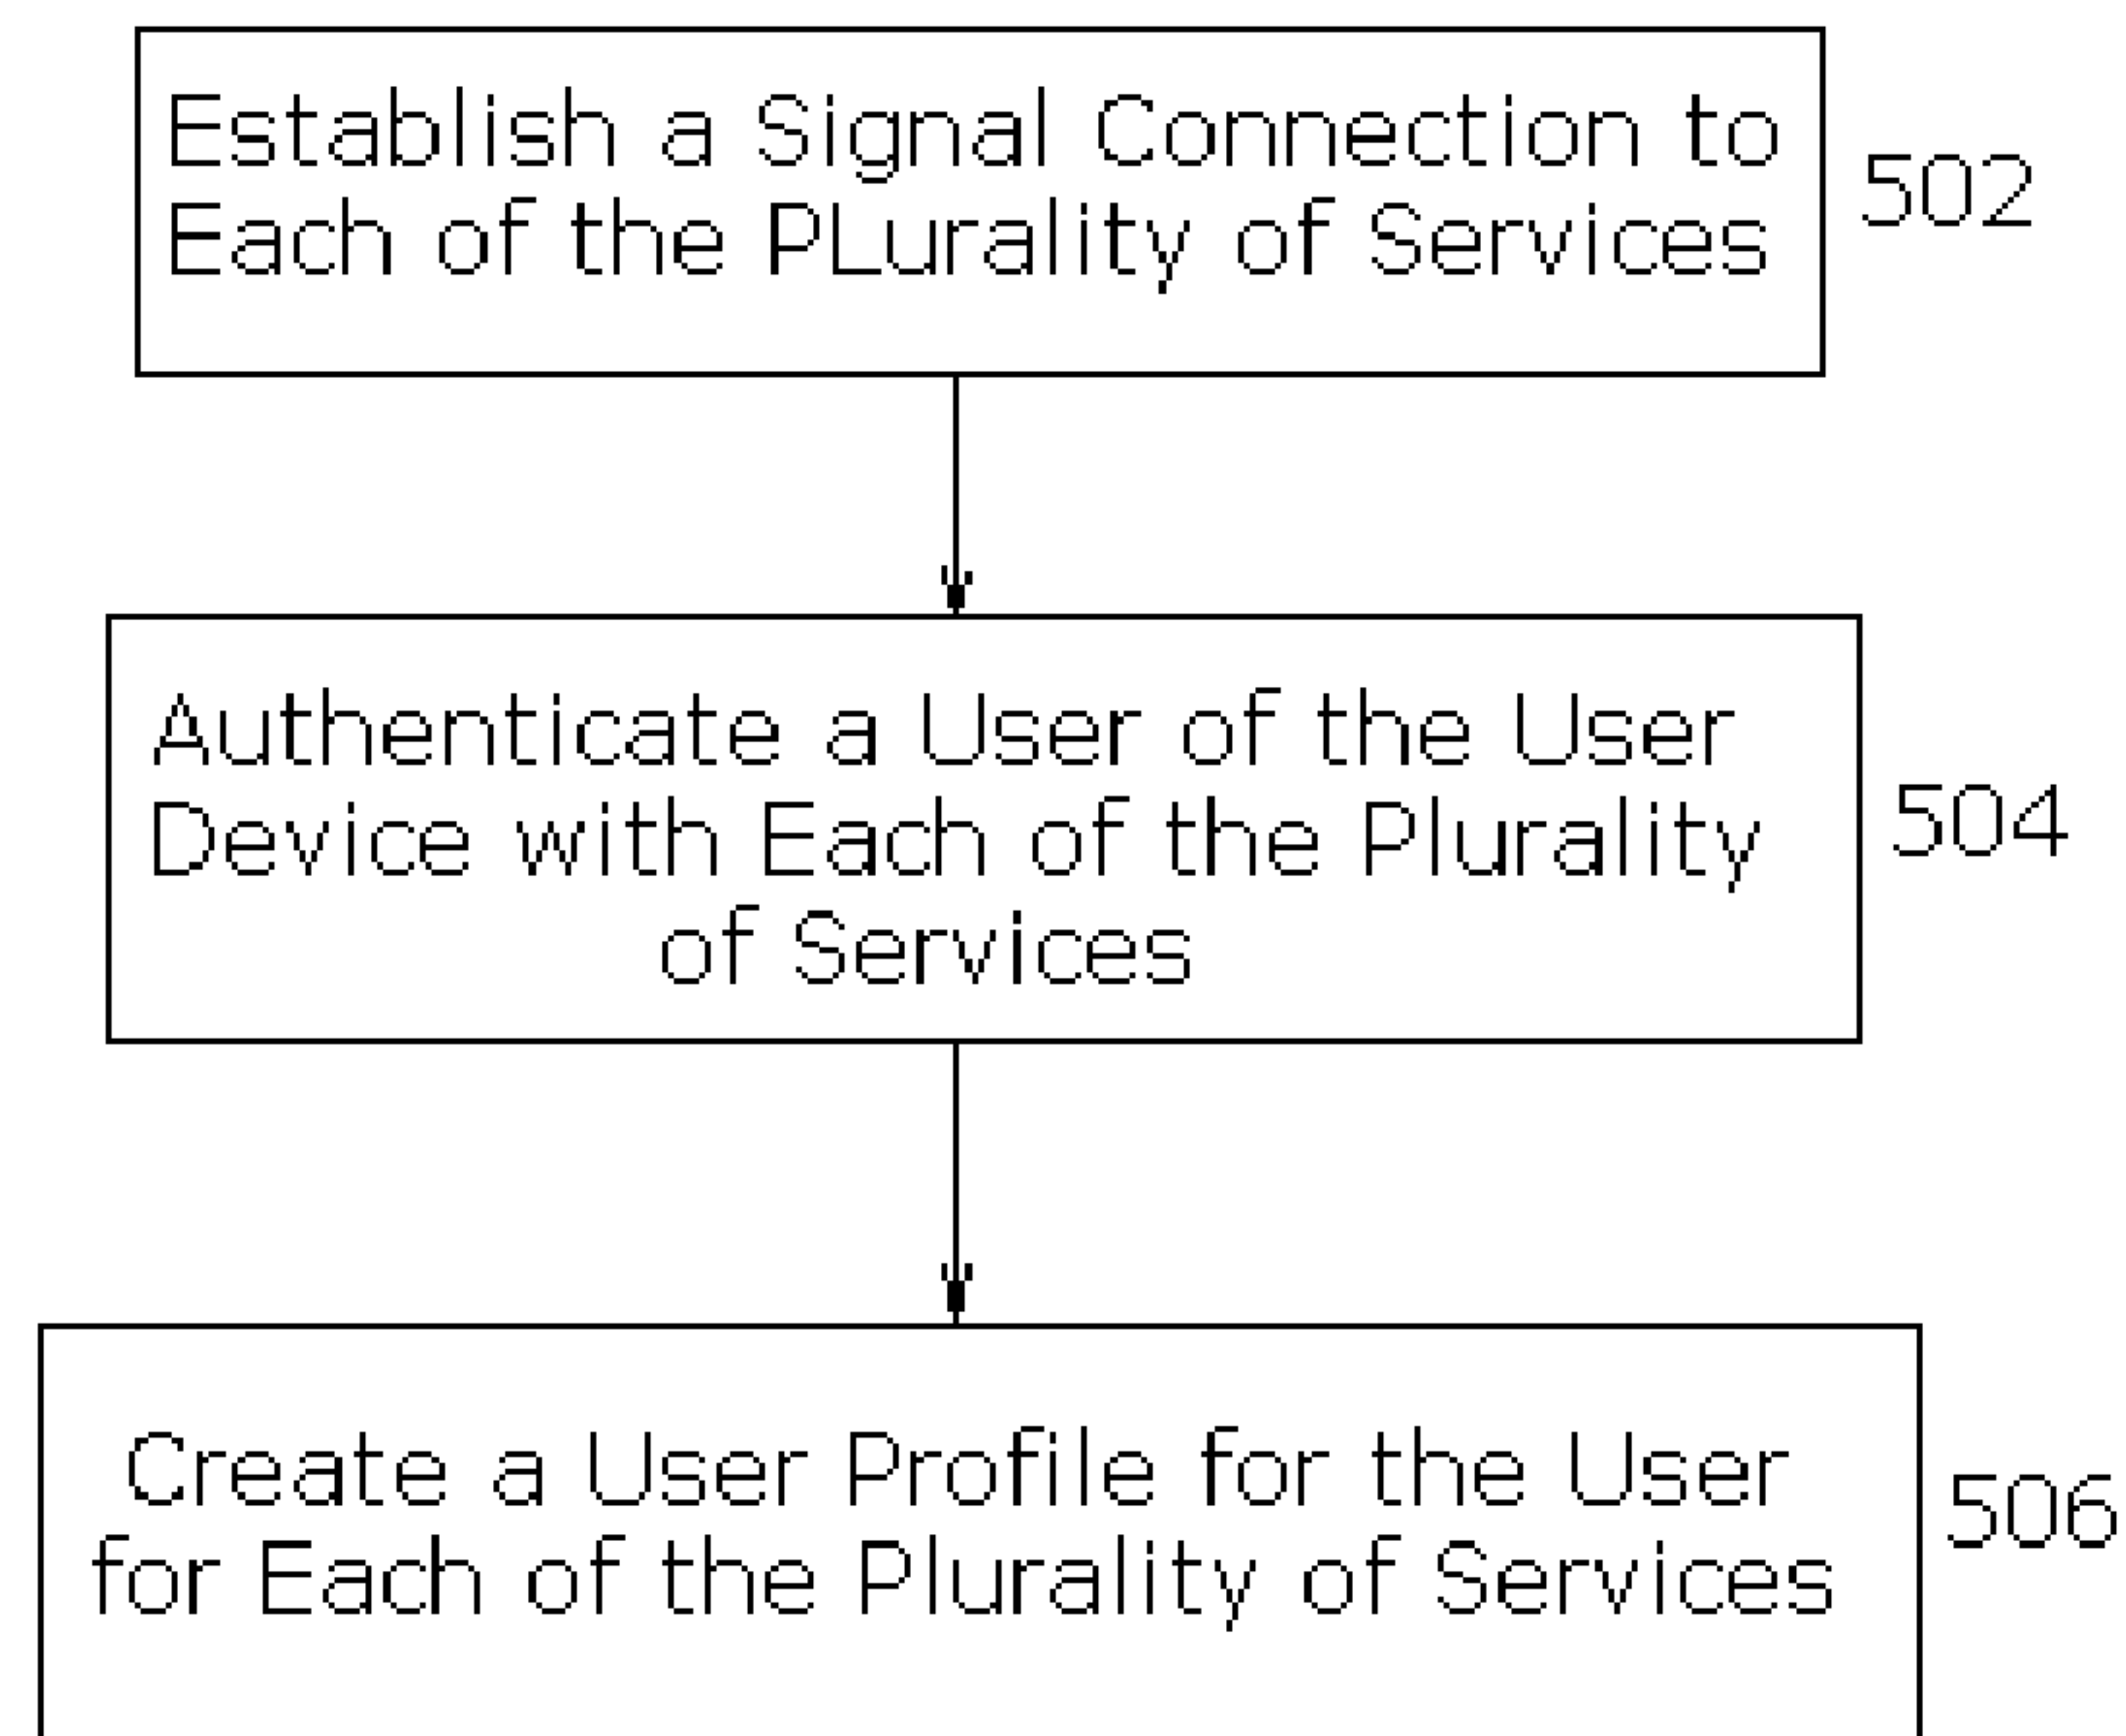 Establish a Signal Connection to
Each of the PLurality of Services
502
Authenticate a User of the User
Device with Each of the Plurality
of Services
504
Create a User Profile for the User
for Each of the Plurality of Services
506